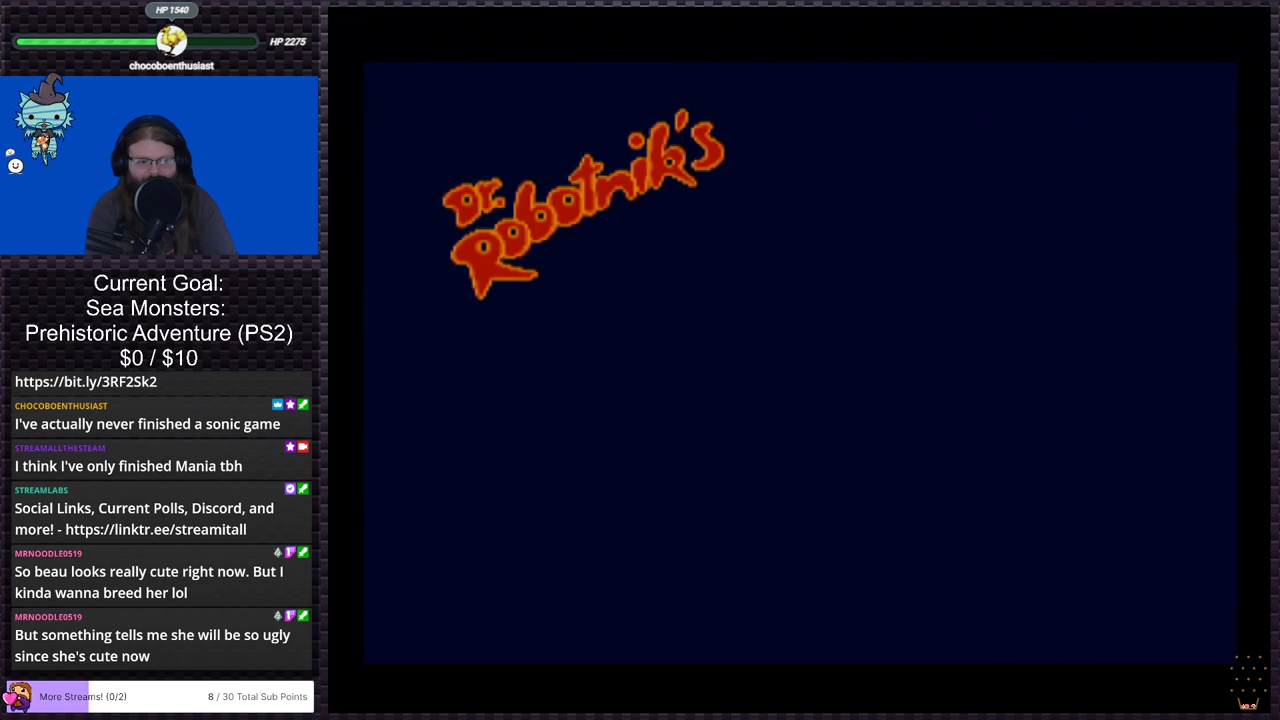 HP 1540
HP 2275
chocoboenthusiast
Dr.
Robotnik's
Current Goal:
Sea Monsters:
Prehistoric Adventure (PS2)
$0 / $10
https://bit.ly/3RF2Sk2
CHOCOBOENTHUSIAST
I've actually never finished a sonic game
STREAMALLTHESTEAM
I think I've only finished Mania tbh
STREAMLABS
Social Links, Current Polls, Discord, and
more! - https://linktr.ee/streamitall
MRNOODLE0519
So beau looks really cute right now. But I
kinda wanna breed her lol
MRNOODLE0519
But something tells me she will be so ugly
since she's cute now
More Streams! (0/2)
8 / 30 Total Sub Points